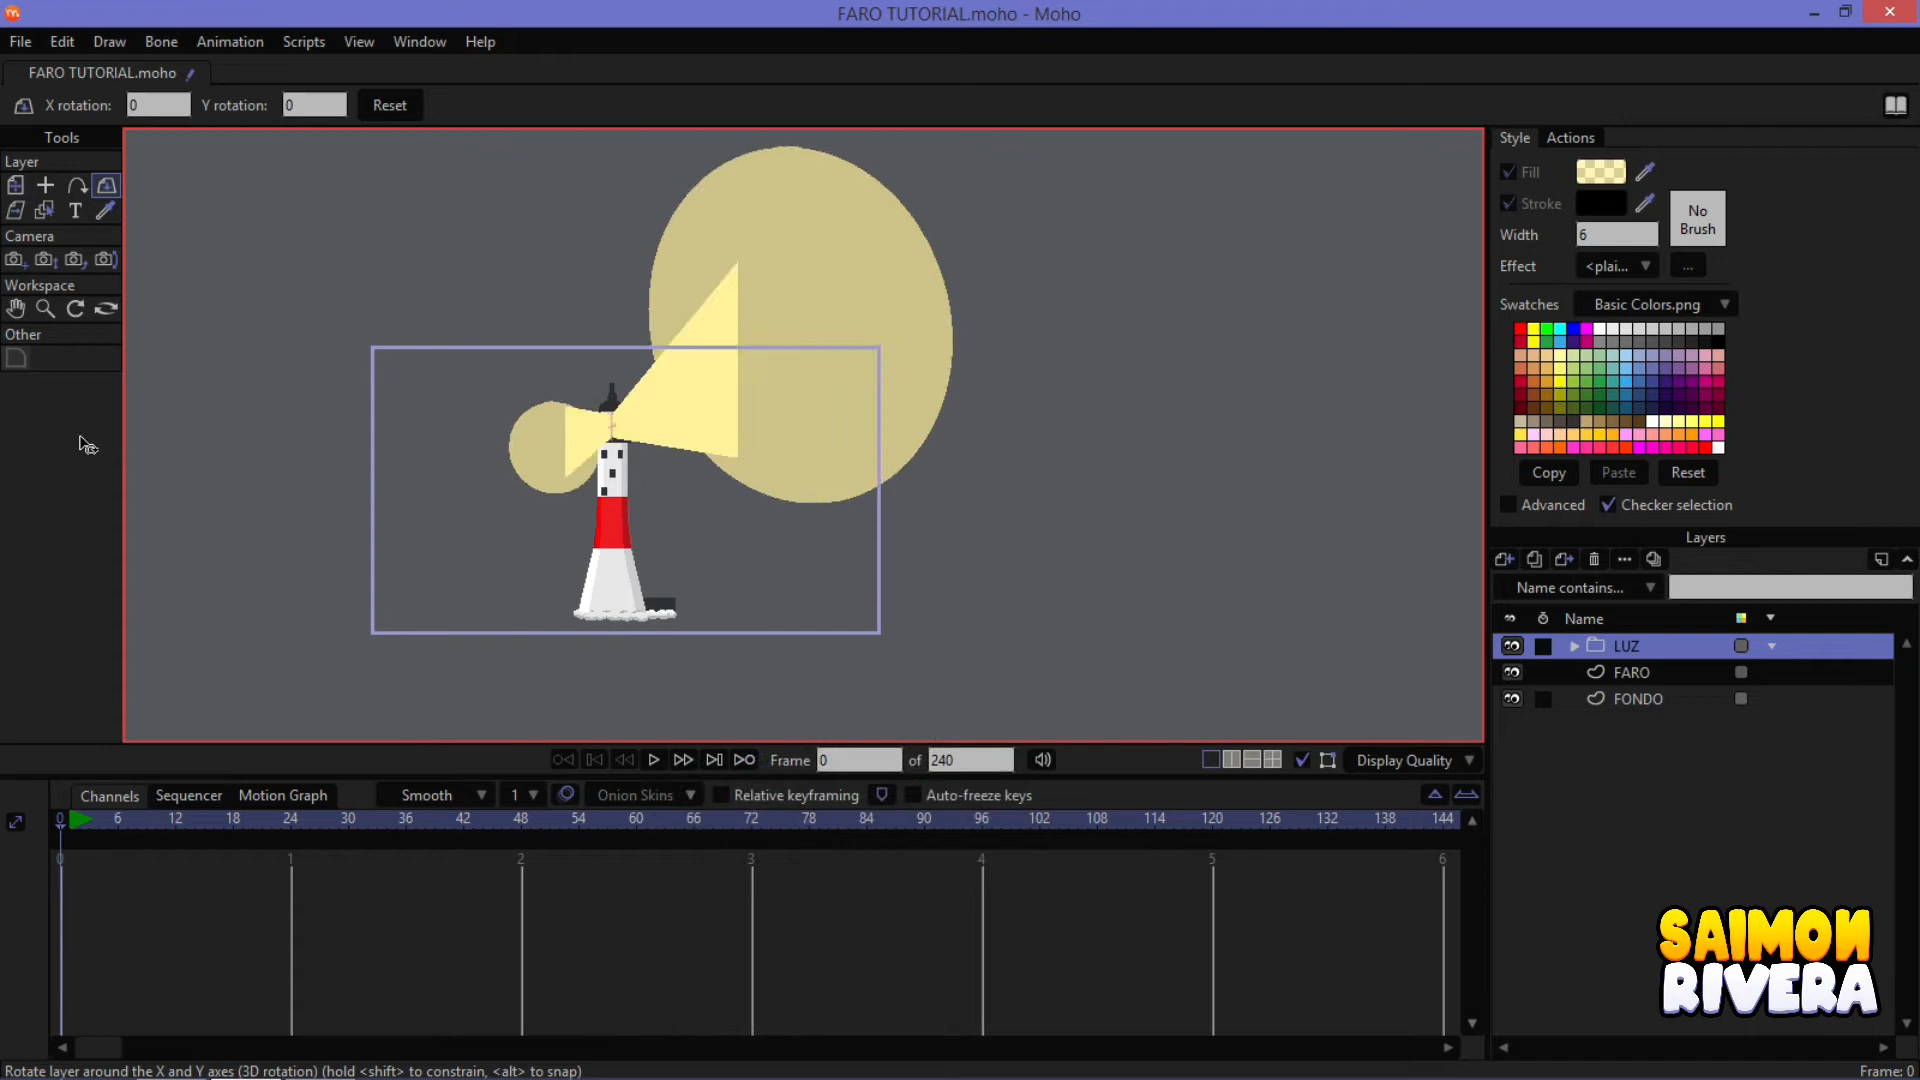 FARO TUTORIAL.moho - Moho
File Edit Draw Bone Animation Scripts View Window Help
FARO TUTORIAL.moho
X rotation: 0 Y rotation: 0 Reset
Tools
Layer
T
Camera
Workspace
Other
Style Actions
Fill
Stroke
No Brush
Width 6
Effect <plai... ...
Swatches Basic Colors.png
Copy Paste Reset
Advanced Checker selection
Layers
Name contains...
Name
LUZ
FARO
FONDO
Frame 0 of 240 Display Quality
Channels Sequencer Motion Graph Smooth 1 Onion Skins Relative keyframing Auto-freeze keys
0 6 12 18 24 30 36 42 48 54 60 66 72 78 84 90 96 102 108 114 120 126 132 138 144
0 1 2 3 4 5 6
SAIMON
RIVERA
Rotate layer around the X and Y axes (3D rotation) (hold <shift> to constrain, <alt> to snap) Frame: 0